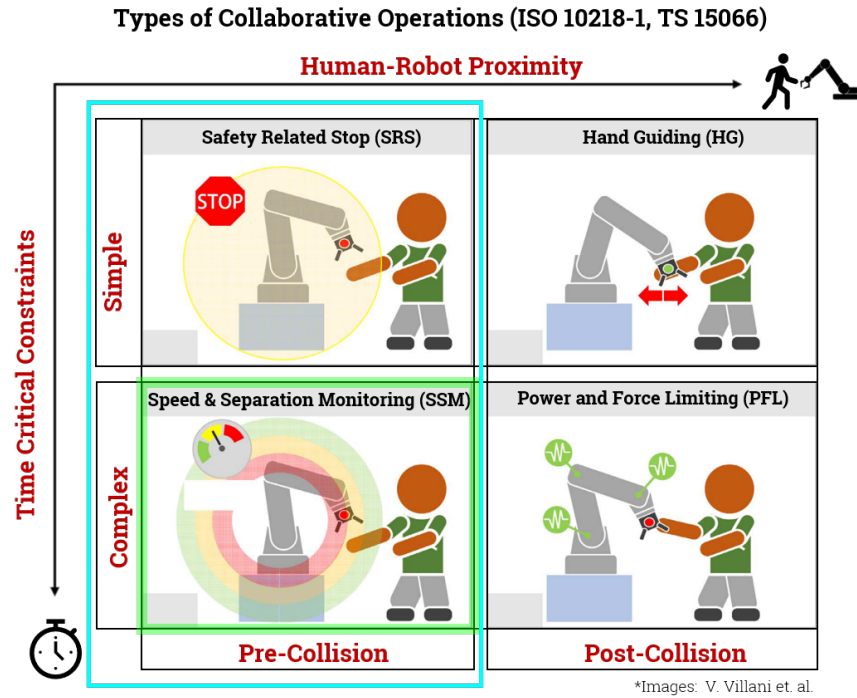 Types of Collaborative Operations (ISO 10218-1, TS 15066)
Human-Robot Proximity
Time Critical Constraints
Simple
Safety Related Stop (SRS)
STOP
Hand Guiding (HG)
Complex
Speed & Separation Monitoring (SSM)
Power and Force Limiting (PFL)
Pre-Collision
Post-Collision
*Images: V. Villani et. al.